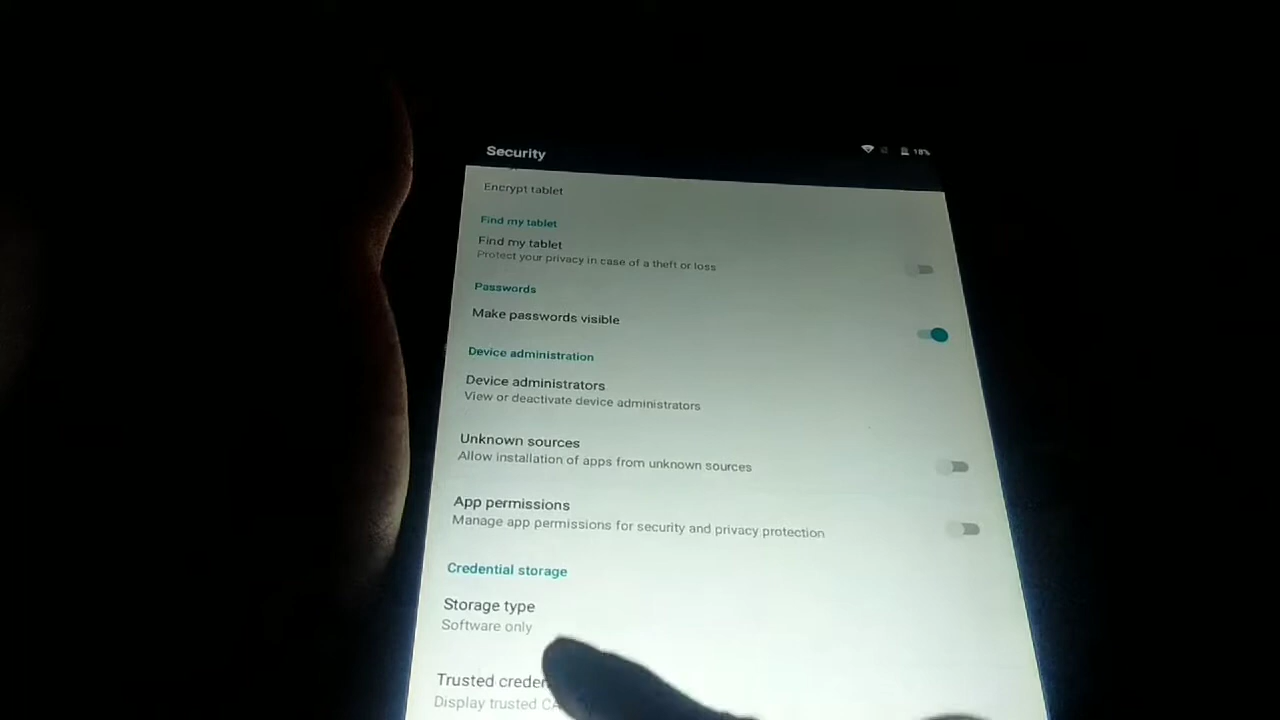 Security
18%
Encrypt tablet
Find my tablet
Find my tablet
Protect your privacy in case of a theft or loss
Passwords
Make passwords visible
Device administration
Device administrators
View or deactivate device administrators
Unknown sources
Allow installation of apps from unknown sources
App permissions
Manage app permissions for security and privacy protection
Credential storage
Storage type
Software only
Trusted
Display trusted